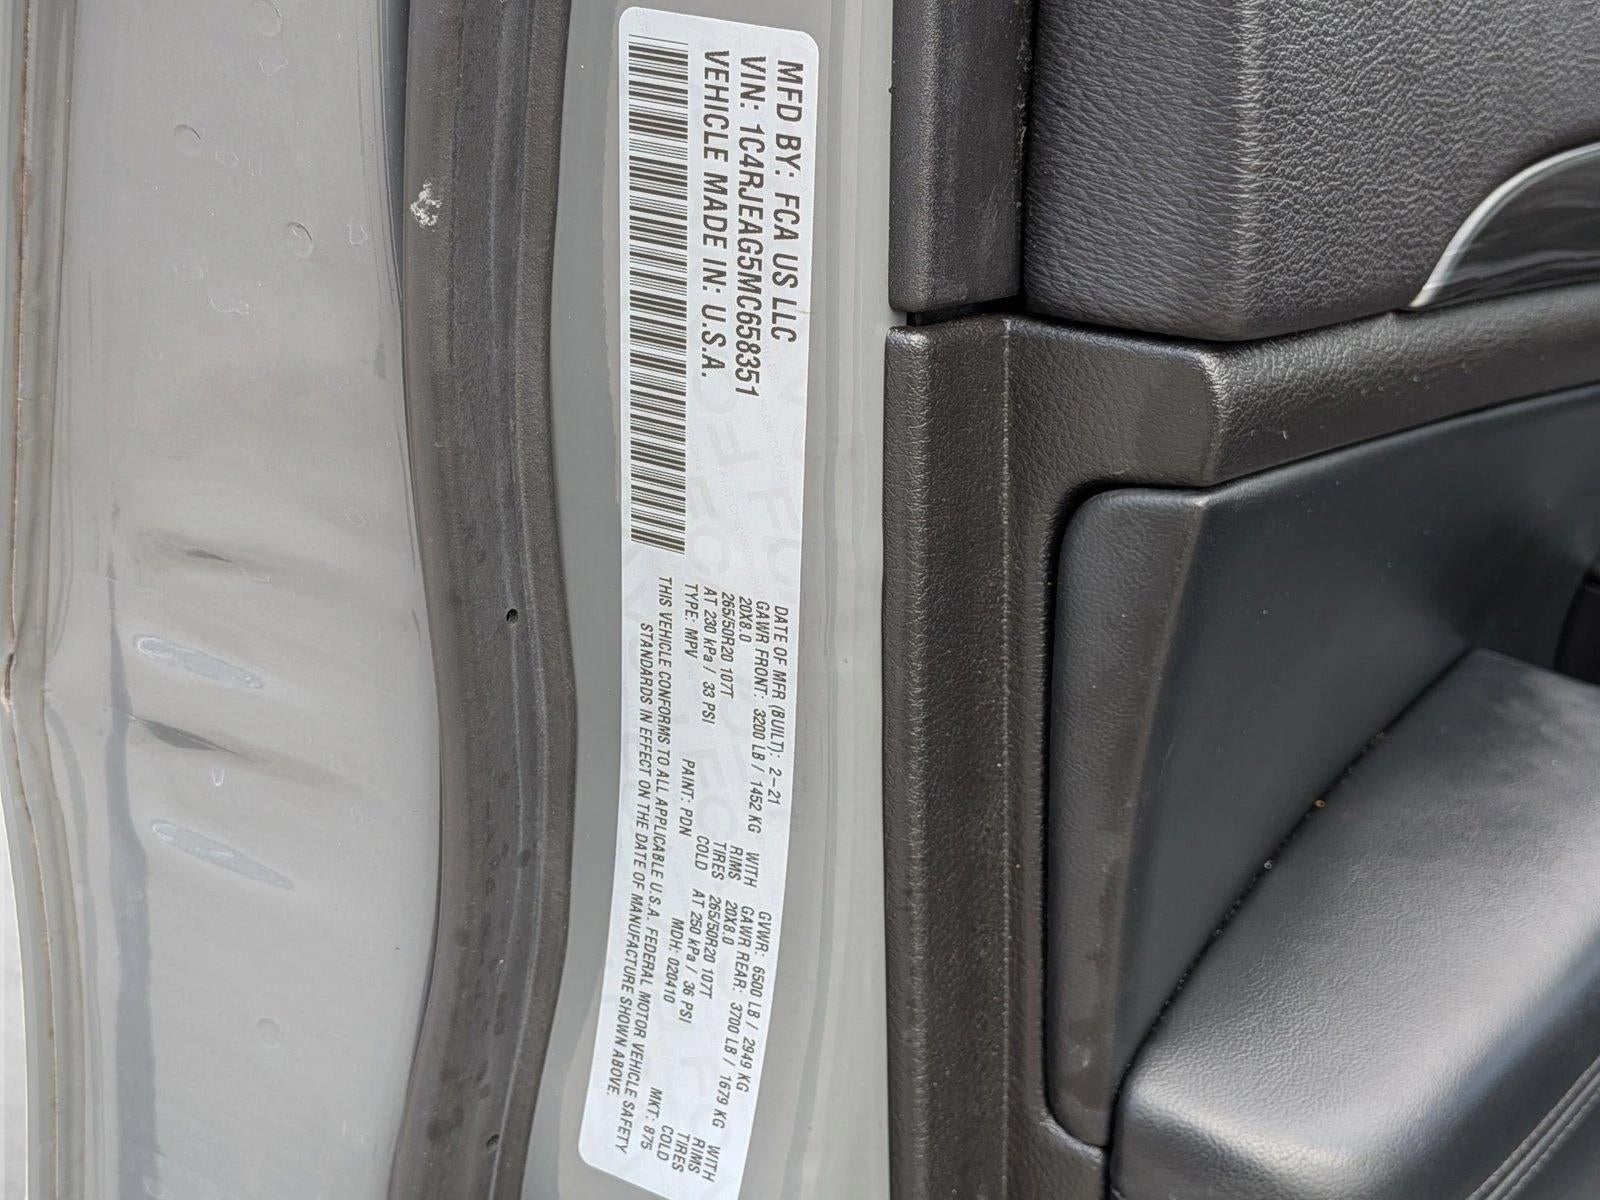 MFD BY: FCA US LLC
VIN: 1C4RJEAG5MC658351
VEHICLE MADE IN: U.S.A.
DATE OF MFR (BUILT): 2-21 GVWR: 6500 LB / 2949 KG
GAWR FRONT: 3200 LB / 1452 KG WITH GAWR REAR: 3700 LB / 1679 KG WITH
20X8.0 RIMS 20X8.0 RIMS
265/50R20 107T TIRES 265/50R20 107T TIRES
AT 230 kPa / 33 PSI COLD AT 250 kPa / 36 PSI COLD
TYPE: MPV PAINT: PDN MDH: 020410 MKT: 875
THIS VEHICLE CONFORMS TO ALL APPLICABLE U.S.A. FEDERAL MOTOR VEHICLE SAFETY
STANDARDS IN EFFECT ON THE DATE OF MANUFACTURE SHOWN ABOVE.